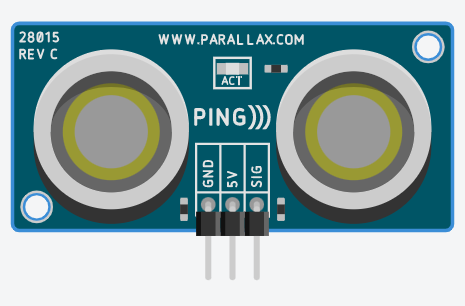 28015
REV C
WWW.PARALLAX.COM
ACT
PING)))
GND
5V
SIG